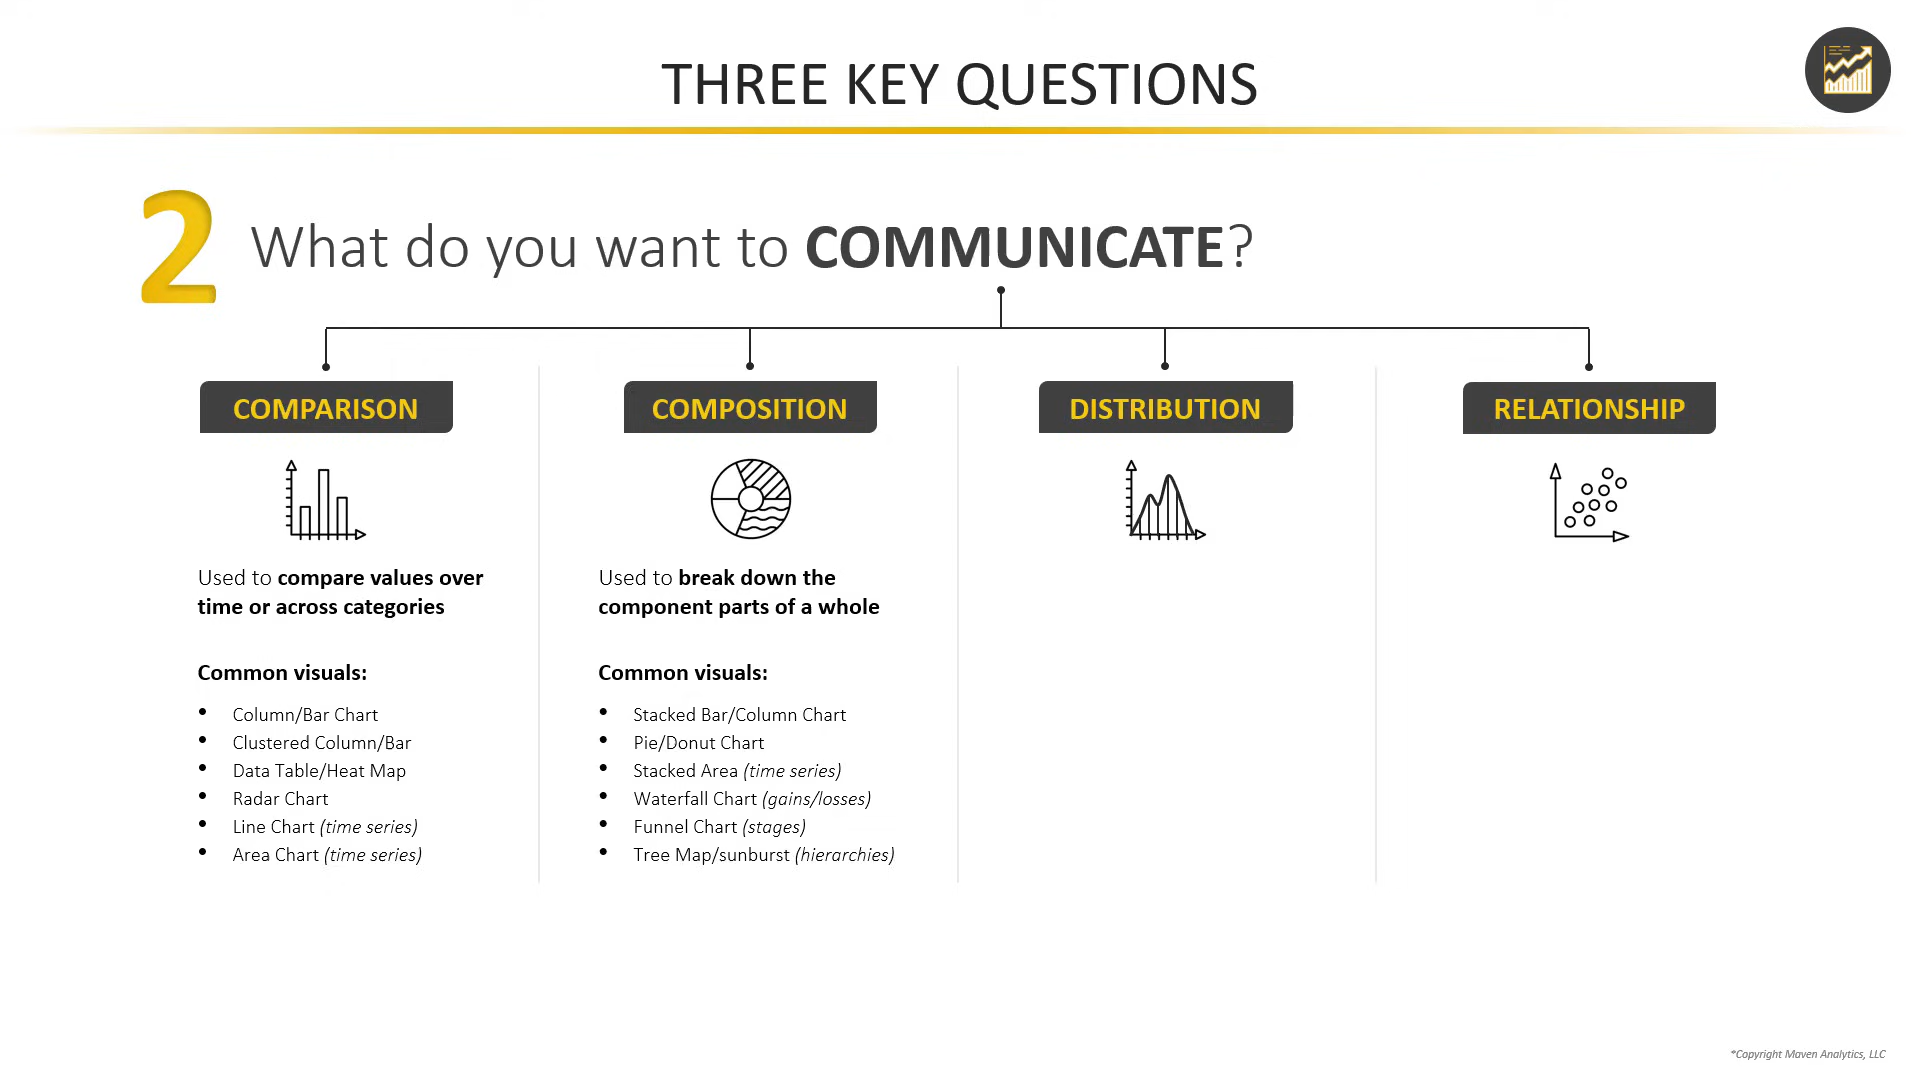 THREE KEY QUESTIONS
2 What do you want to COMMUNICATE?
COMPARISON
Used to compare values over
time or across categories
Common visuals:
• Column/Bar Chart
• Clustered Column/Bar
• Data Table/Heat Map
• Radar Chart
• Line Chart (time series)
• Area Chart (time series)
COMPOSITION
Used to break down the
component parts of a whole
Common visuals:
• Stacked Bar/Column Chart
• Pie/Donut Chart
• Stacked Area (time series)
• Waterfall Chart (gains/losses)
• Funnel Chart (stages)
• Tree Map/sunburst (hierarchies)
DISTRIBUTION
RELATIONSHIP
*Copyright Maven Analytics, LLC